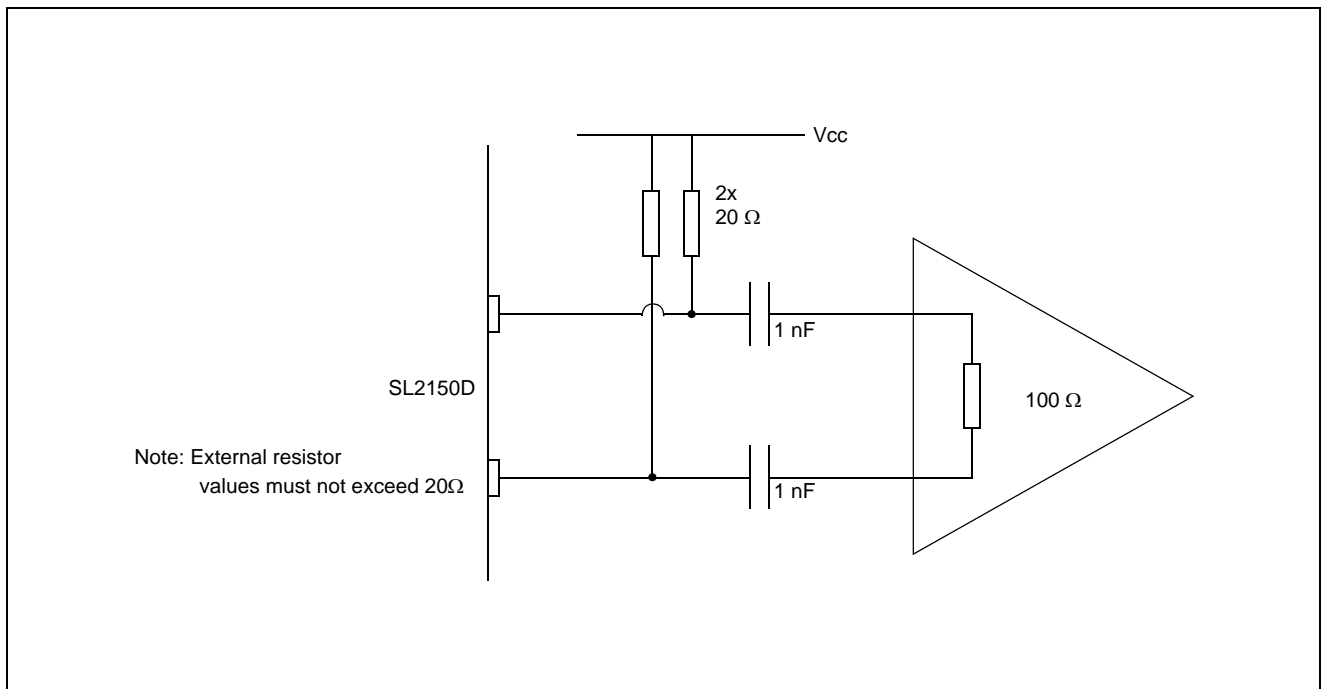 Vcc
2x
20 Ω
1 nF
SL2150D
100 Ω
Note: External resistor
values must not exceed 20Ω
1 nF